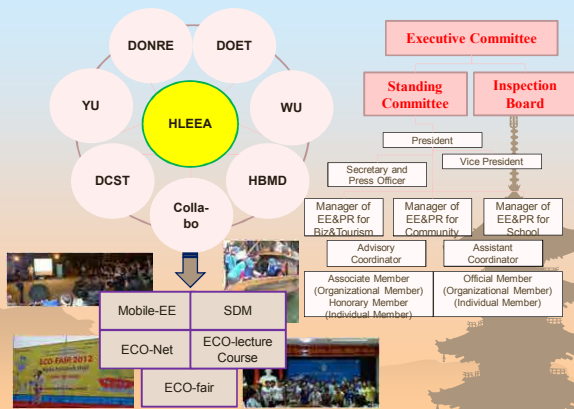 DONRE
DOET
YU
HLEEA
WU
DCST
HBMD
Colla-
bo
Mobile-EE
SDM
ECO-Net
ECO-lecture
Course
ECO-fair
ECO-FAIR 2012
Executive Committee
Standing
Committee
Inspection
Board
President
Vice President
Secretary and
Press Officer
Manager of
EE&PR for
Biz&Tourism
Manager of
EE&PR for
Community
Manager of
EE&PR for
School
Advisory
Coordinator
Assistant
Coordinator
Associate Member
(Organizational Member)
Honorary Member
(Individual Member)
Official Member
(Organizational Member)
(Individual Member)